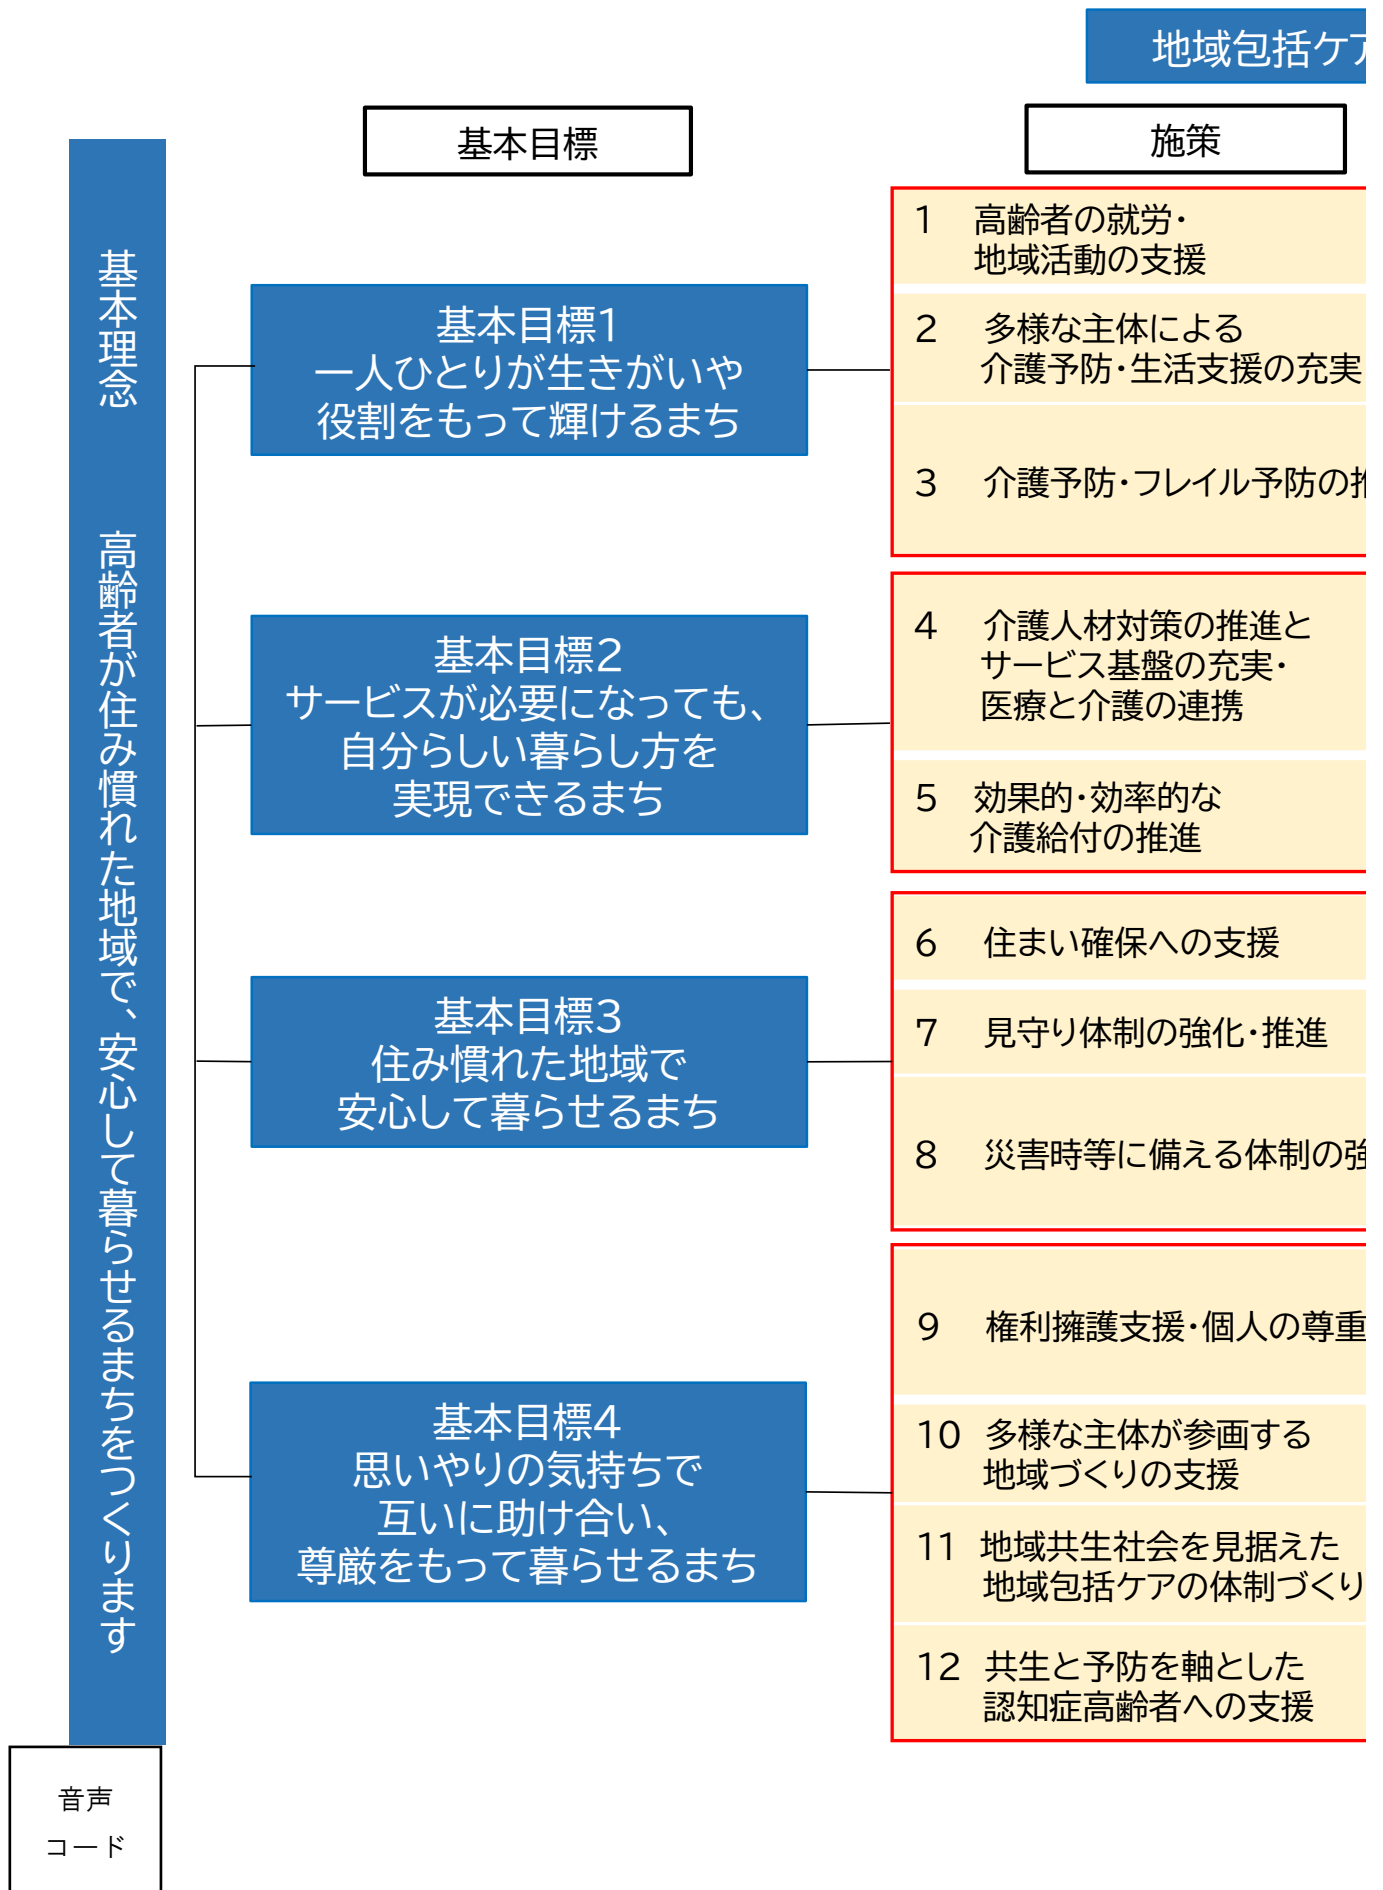 地域包括ケア
基本目標
施策
基本理念　高齢者が住み慣れた地域で、安心して暮らせるまちをつくります
基本目標1
一人ひとりが生きがいや
役割をもって輝けるまち
1 高齢者の就労・
地域活動の支援
2 多様な主体による
介護予防・生活支援の充実
3 介護予防・フレイル予防の
基本目標2
サービスが必要になっても、
自分らしい暮らし方を
実現できるまち
4 介護人材対策の推進と
サービス基盤の充実・
医療と介護の連携
5 効果的・効率的な
介護給付の推進
基本目標3
住み慣れた地域で
安心して暮らせるまち
6 住まい確保への支援
7 見守り体制の強化・推進
8 災害時等に備える体制の強
基本目標4
思いやりの気持ちで
互いに助け合い、
尊厳をもって暮らせるまち
9 権利擁護支援・個人の尊重
10 多様な主体が参画する
地域づくりの支援
11 地域共生社会を見据えた
地域包括ケアの体制づくり
12 共生と予防を軸とした
認知症高齢者への支援
音声
コード